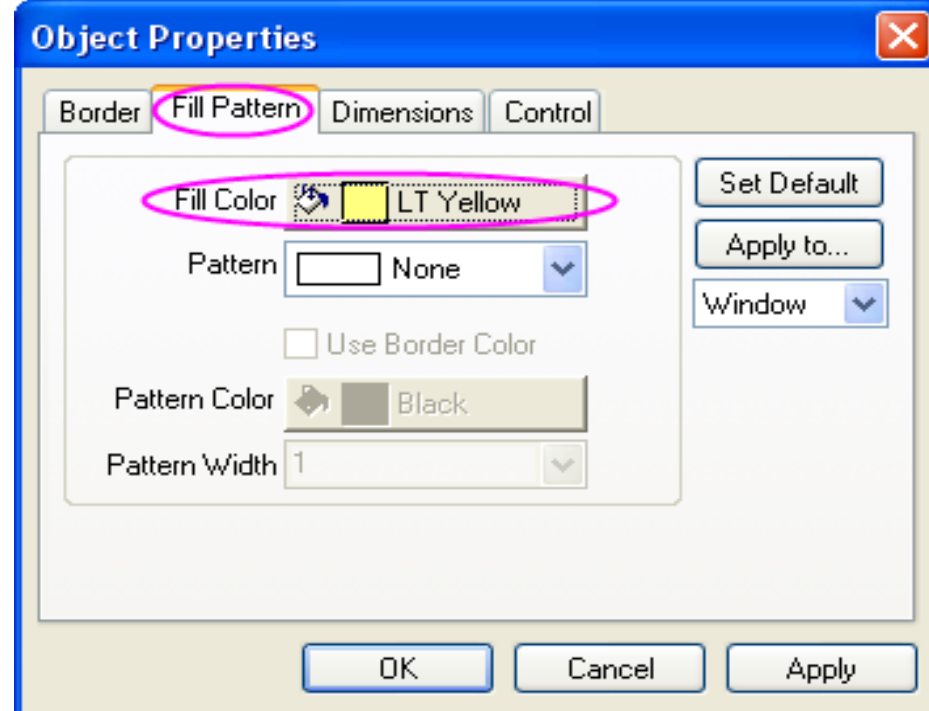 Object Properties
Border Fill Pattern Dimensions Control
Fill Color LT Yellow
Set Default
Pattern None
Apply to...
Window
Use Border Color
Pattern Color Black
Pattern Width 1
OK Cancel Apply